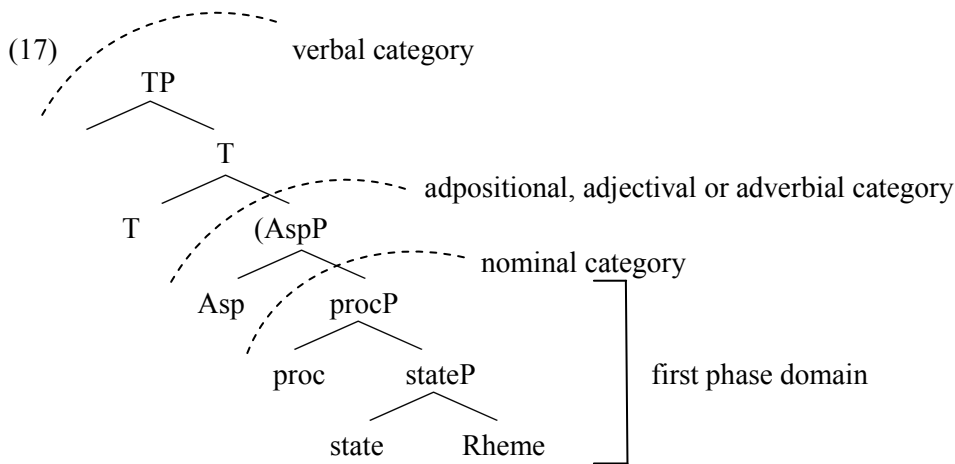 (17) verbal category
TP
T
adpositional, adjectival or adverbial category
T (AspP
nominal category
Asp procP
proc stateP first phase domain
state Rheme